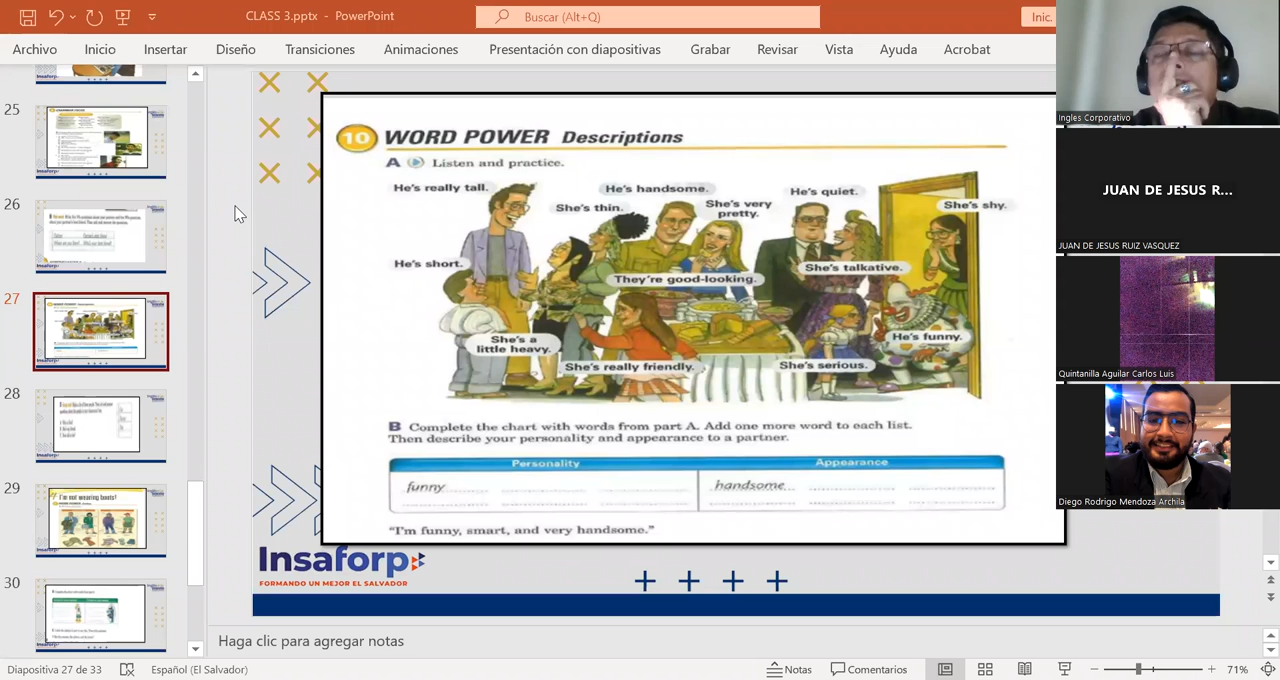 CLASS 3.pptx - PowerPoint
Buscar (Alt+Q)
Inic.
Archivo Inicio Insertar Diseño Transiciones Animaciones Presentación con diapositivas Grabar Revisar Vista Ayuda Acrobat
25
26
27
28
29
I'm not wearing boots!
30
10 WORD POWER Descriptions
A Listen and practice.
He's really tall.
He's handsome.
He's quiet.
She's thin.
She's very
pretty.
She's shy.
He's short.
They're good-looking.
She's talkative.
She's a
little heavy.
He's funny.
She's really friendly.
She's serious.
B Complete the chart with words from part A. Add one more word to each list.
Then describe your personality and appearance to a partner.
Personality Appearance
funny handsome
"I'm funny, smart, and very handsome."
Insaforp
FORMANDO UN MEJOR EL SALVADOR
Haga clic para agregar notas
Diapositiva 27 de 33 Español (El Salvador) Notas Comentarios 71%
Ingles Corporativo
JUAN DE JESUS R...
JUAN DE JESUS RUIZ VASQUEZ
Quintanilla Aguilar Carlos Luis
Diego Rodrigo Mendoza Archila